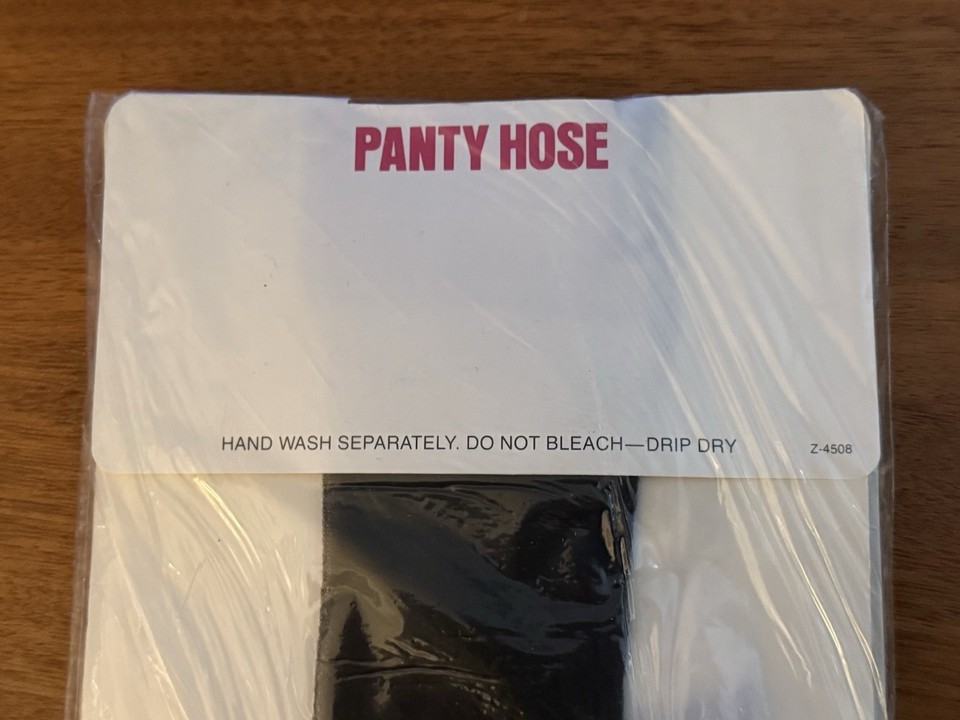 PANTY HOSE
HAND WASH SEPARATELY. DO NOT BLEACH—DRIP DRY
Z-4508